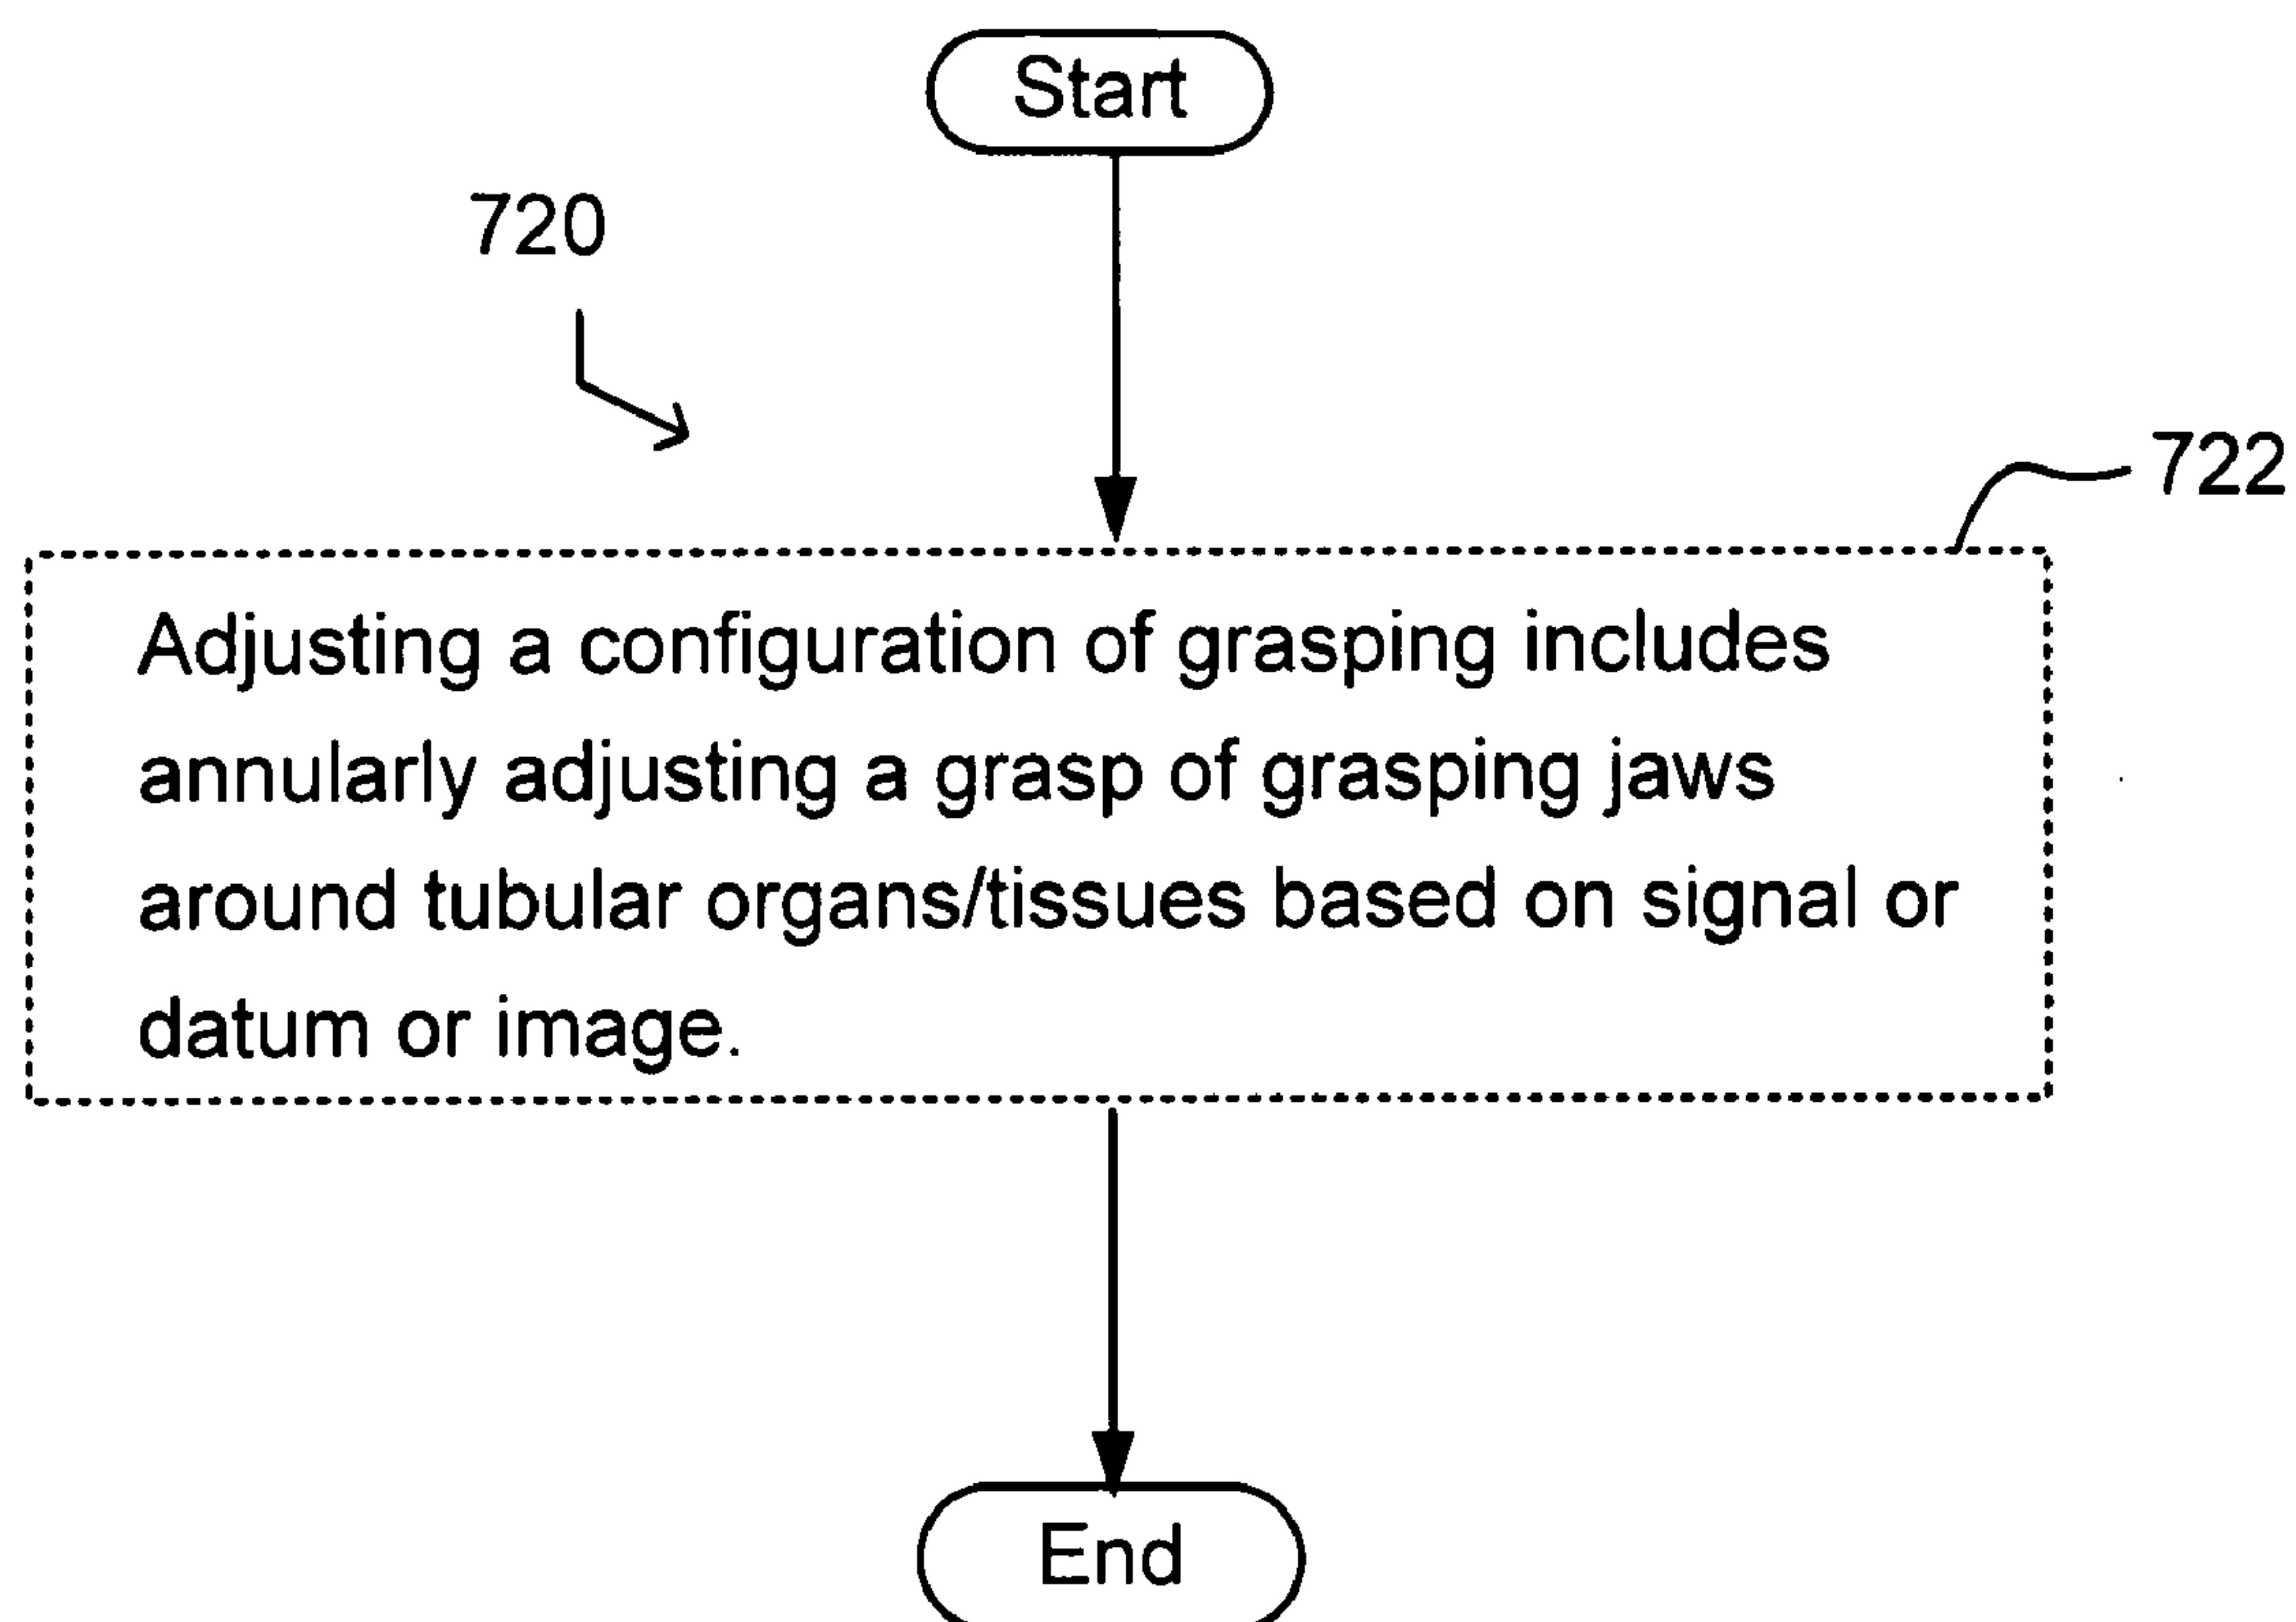 Start
720
722
Adjusting a configuration of grasping includes
annularly adjusting a grasp of grasping jaws
around tubular organs/tissues based on signal or
datum or image.
End